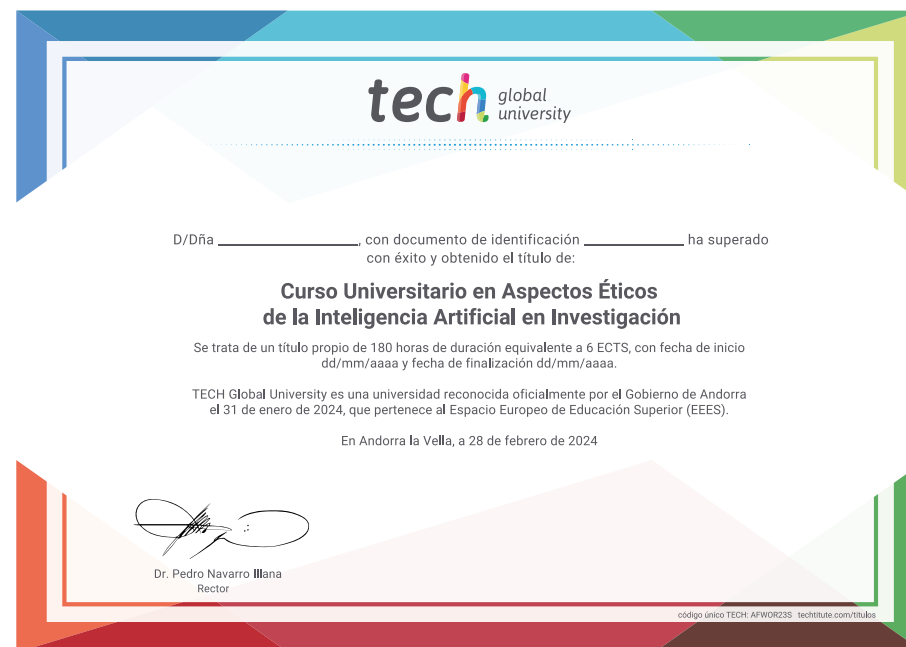 tech global
university
D/Dña ____________, con documento de identificación ____________ ha superado
con éxito y obtenido el título de:
Curso Universitario en Aspectos Éticos
de la Inteligencia Artificial en Investigación
Se trata de un título propio de 180 horas de duración equivalente a 6 ECTS, con fecha de inicio
dd/mm/aaaa y fecha de finalización dd/mm/aaaa.
TECH Global University es una universidad reconocida oficialmente por el Gobierno de Andorra
el 31 de enero de 2024, que pertenece al Espacio Europeo de Educación Superior (EEES).
En Andorra la Vella, a 28 de febrero de 2024
Dr. Pedro Navarro Illana
Rector
código único TECH: AFWOR23S techtitute.com/titulos